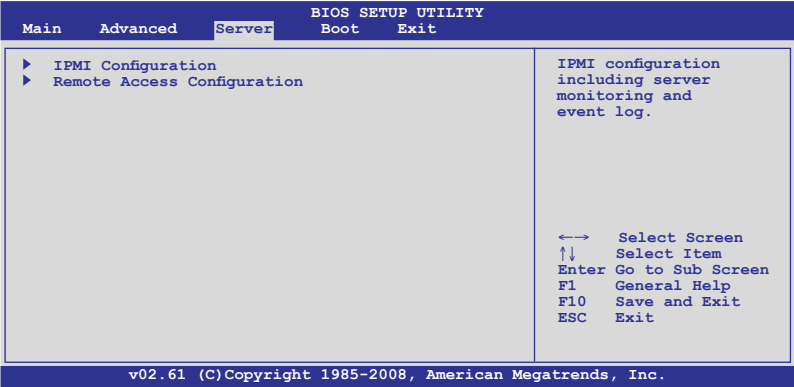 BIOS SETUP UTILITY
Main Advanced Server Boot Exit
IPMI Configuration
Remote Access Configuration
IPMI configuration
including server
monitoring and
event log.
←→ Select Screen
↑↓ Select Item
Enter Go to Sub Screen
F1 General Help
F10 Save and Exit
ESC Exit
v02.61 (C)Copyright 1985-2008, American Megatrends, Inc.